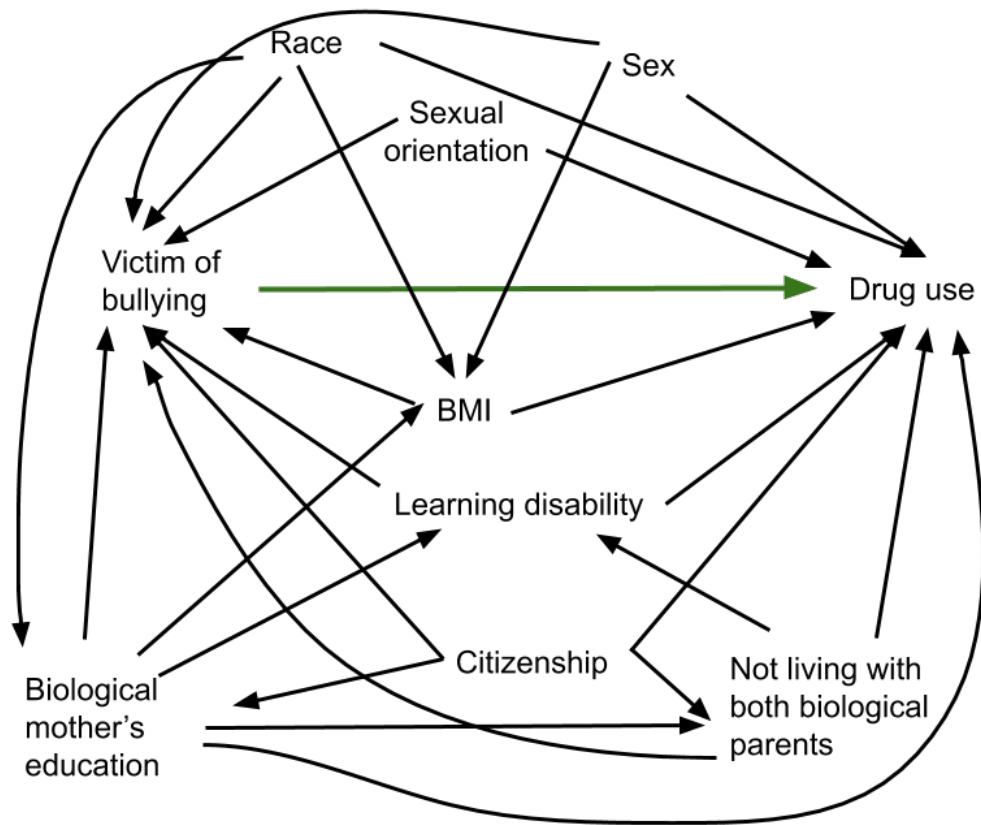 Race
Sex
Sexual
orientation
Victim of
bullying
Drug use
BMI
Learning disability
Citizenship
Not living with
both biological
parents
Biological
mother's
education